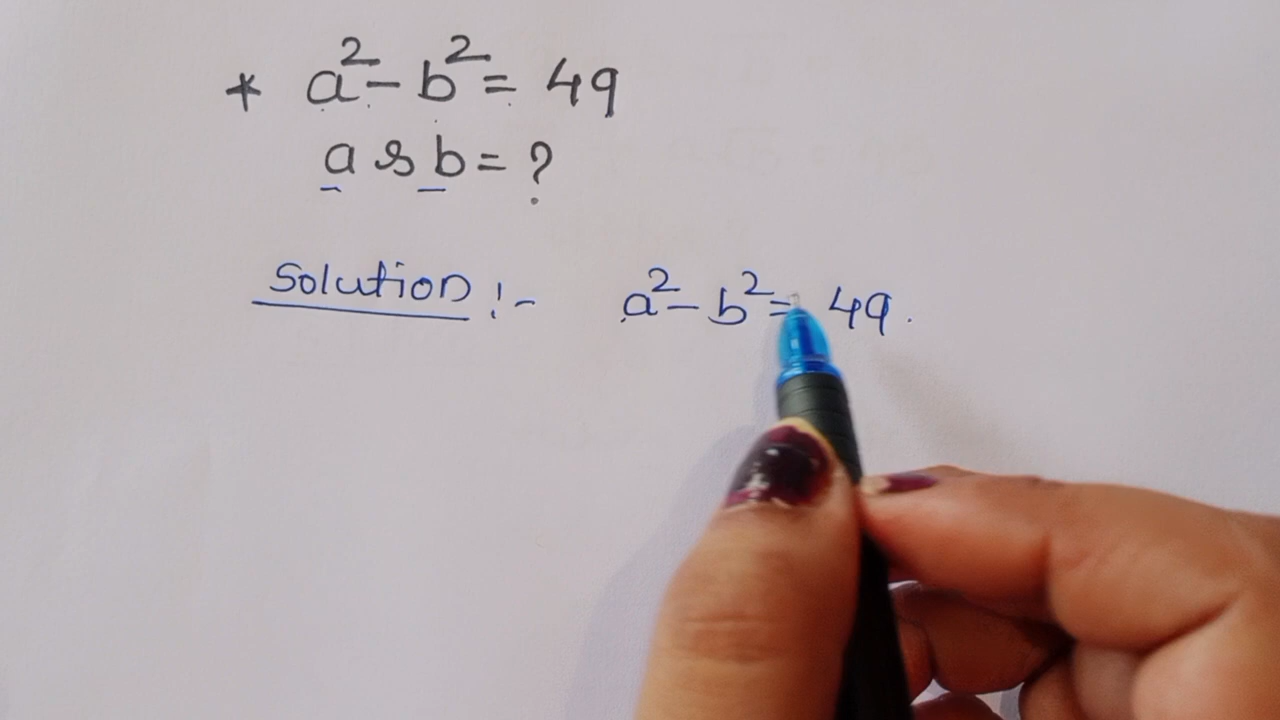 * a² - b² = 49
a & b = ?
Solution :- a² - b² = 49.